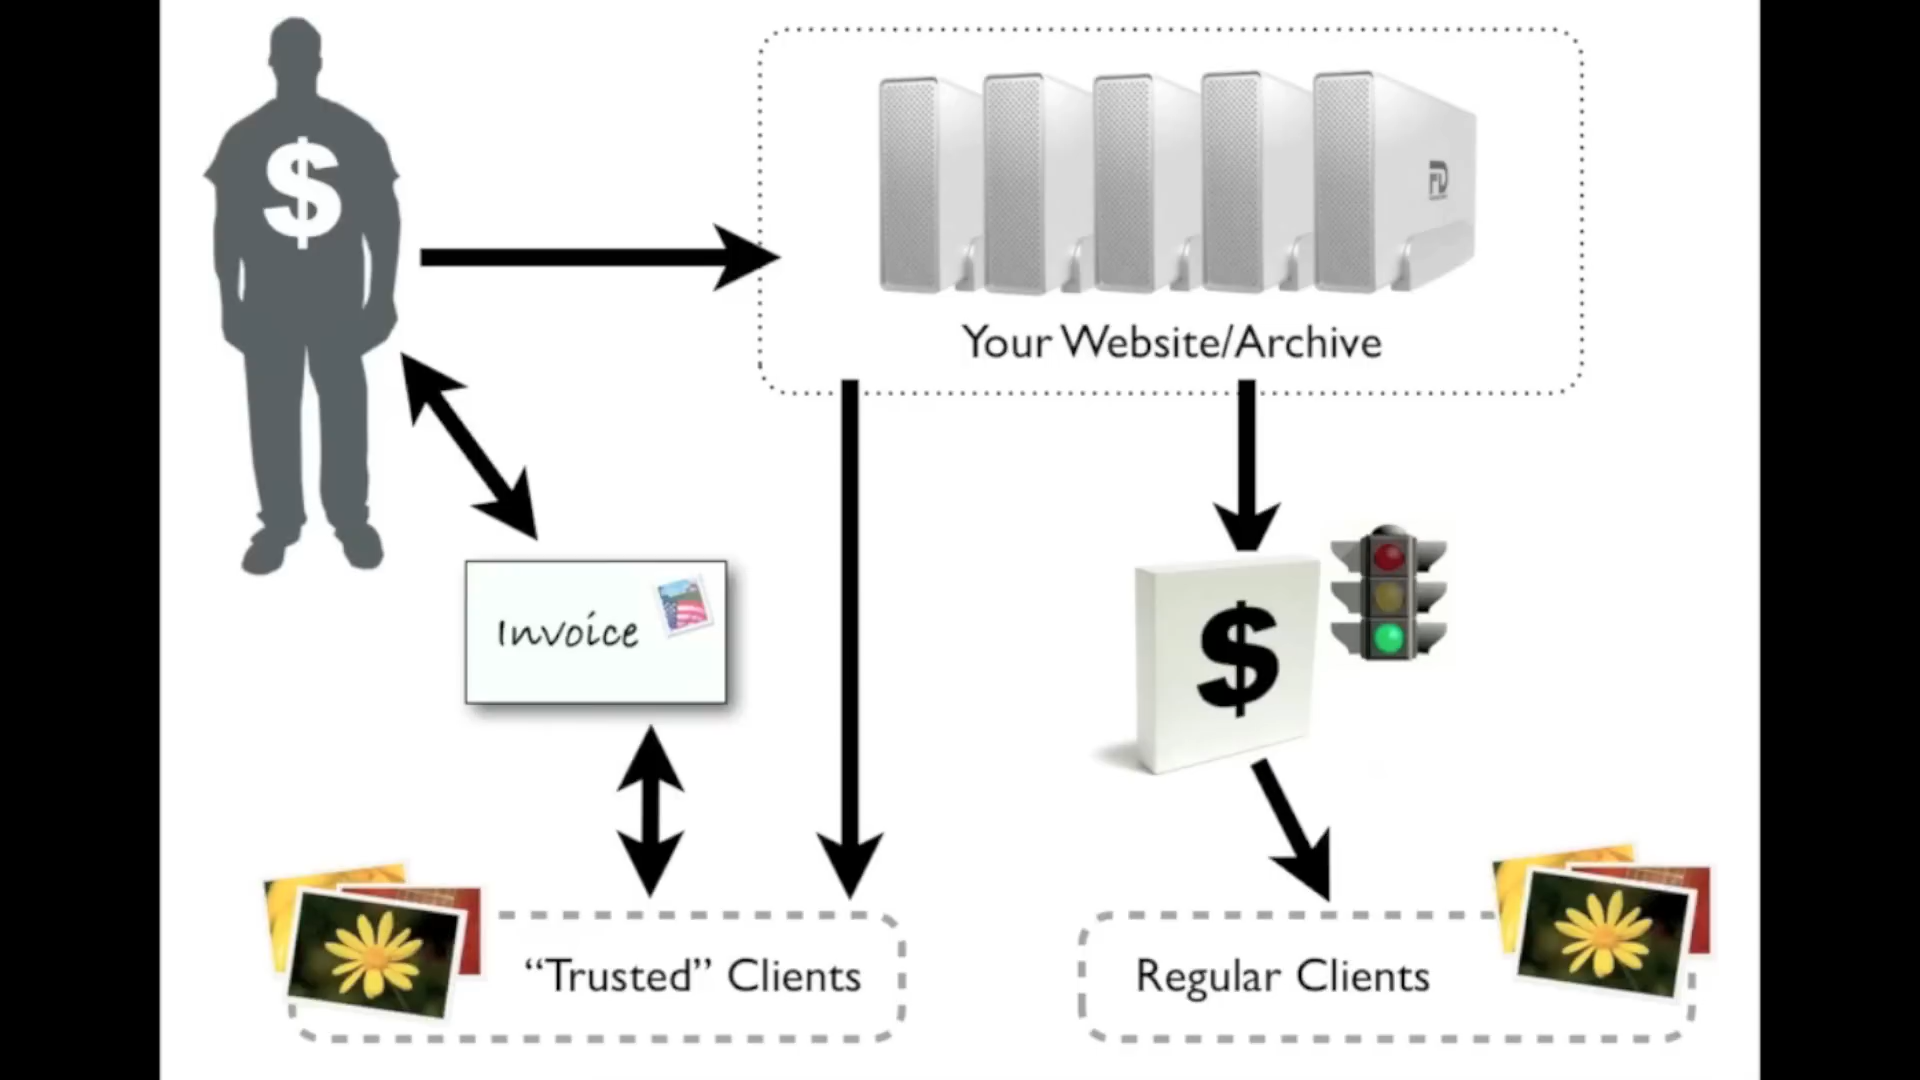 $
Your Website/Archive
Invoice
$
“Trusted” Clients
Regular Clients